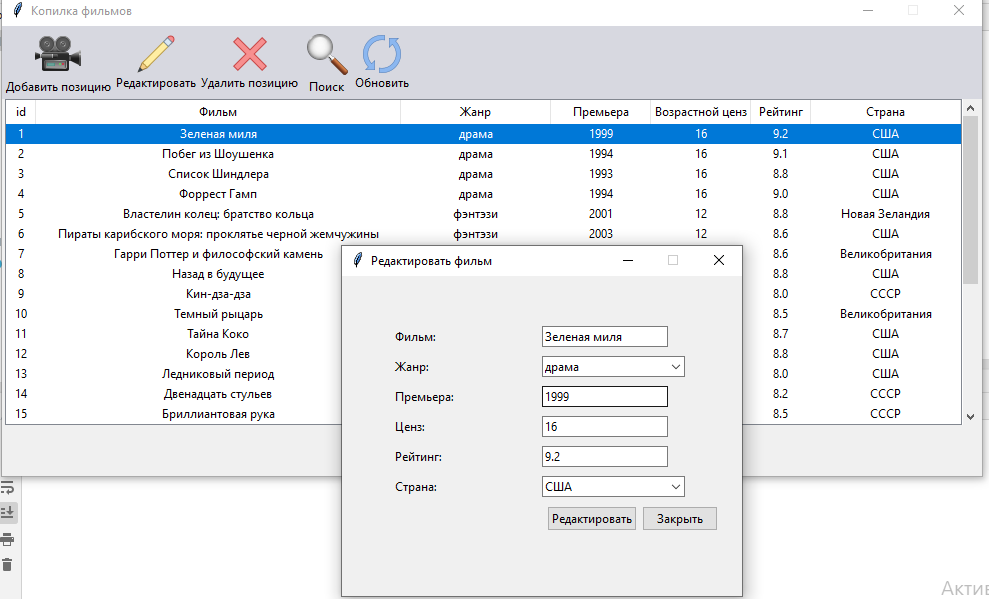 Копилка фильмов
Добавить позицию Редактировать Удалить позицию Поиск Обновить
id Фильм Жанр Премьера Возрастной ценз Рейтинг Страна
1 Зеленая миля драма 1999 16 9.2 США
2 Побег из Шоушенка драма 1994 16 9.1 США
3 Список Шиндлера драма 1993 16 8.8 США
4 Форрест Гамп драма 1994 16 9.0 США
5 Властелин колец: братство кольца фэнтэзи 2001 12 8.8 Новая Зеландия
6 Пираты карибского моря: проклятье черной жемчужины фэнтэзи 2003 12 8.6 США
7 Гарри Поттер и философский камень 8.6 Великобритания
8 Назад в будущее 8.8 США
9 Кин-дза-дза 8.0 СССР
10 Темный рыцарь 8.5 Великобритания
11 Тайна Коко 8.7 США
12 Король Лев 8.8 США
13 Ледниковый период 8.0 США
14 Двенадцать стульев 8.2 СССР
15 Бриллиантовая рука 8.5 СССР
Редактировать фильм
Фильм: Зеленая миля
Жанр: драма
Премьера: 1999
Ценз: 16
Рейтинг: 9.2
Страна: США
Редактировать Закрыть
Актив